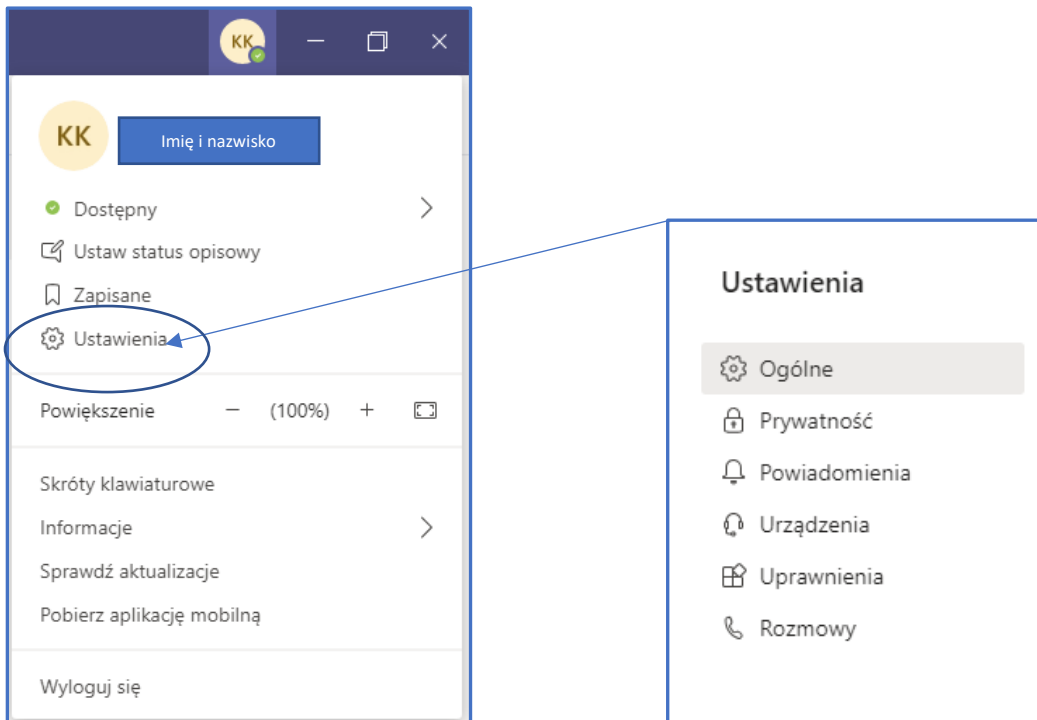 KK
KK
Imię i nazwisko
Dostępny
Ustaw status opisowy
Zapisane
Ustawienia
Powiększenie − (100%) +
Skróty klawiaturowe
Informacje
Sprawdź aktualizacje
Pobierz aplikację mobilną
Wyloguj się
Ustawienia
Ogólne
Prywatność
Powiadomienia
Urządzenia
Uprawnienia
Rozmowy